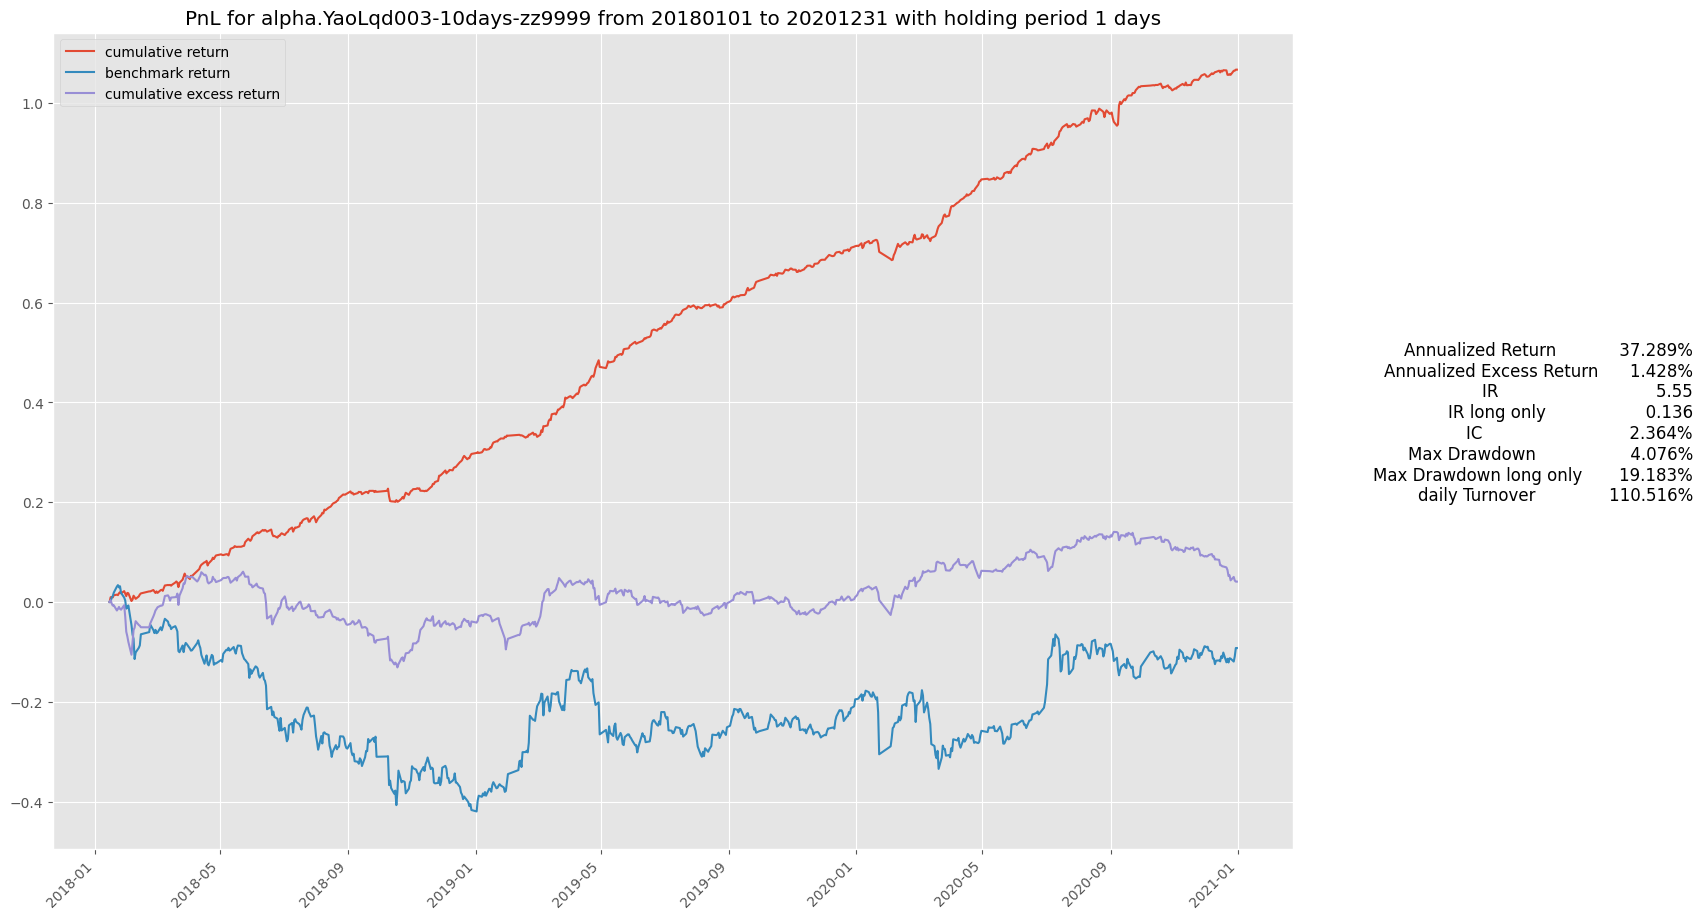 PnL for alpha.YaoLqd003-10days-zz9999 from 20180101 to 20201231 with holding period 1 days
cumulative return
benchmark return
cumulative excess return
1.0
0.8
0.6
0.4
0.2
0.0
−0.2
−0.4
2018-01
2018-05
2018-09
2019-01
2019-05
2019-09
2020-01
2020-05
2020-09
2021-01
Annualized Return 37.289%
Annualized Excess Return 1.428%
IR 5.55
IR long only 0.136
IC 2.364%
Max Drawdown 4.076%
Max Drawdown long only 19.183%
daily Turnover 110.516%